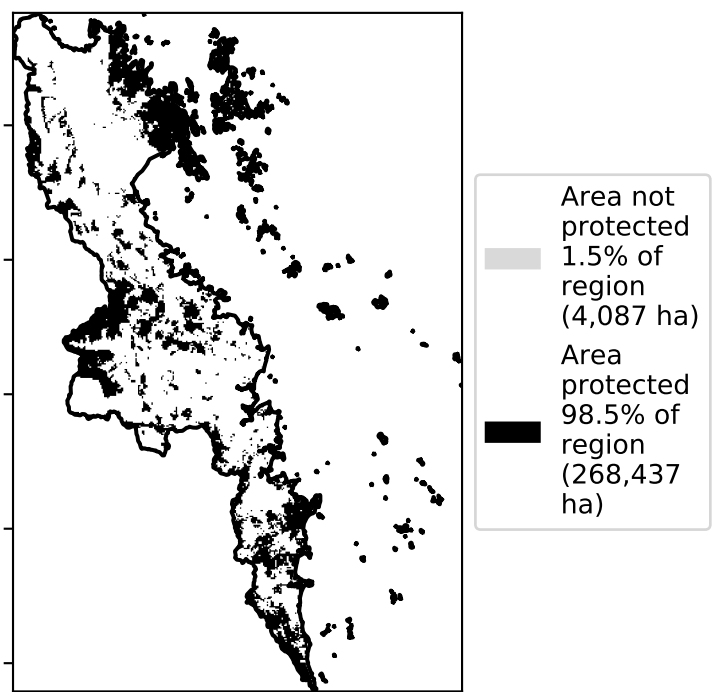 Area not
protected
1.5% of
region
(4,087 ha)
Area
protected
98.5% of
region
(268,437
ha)